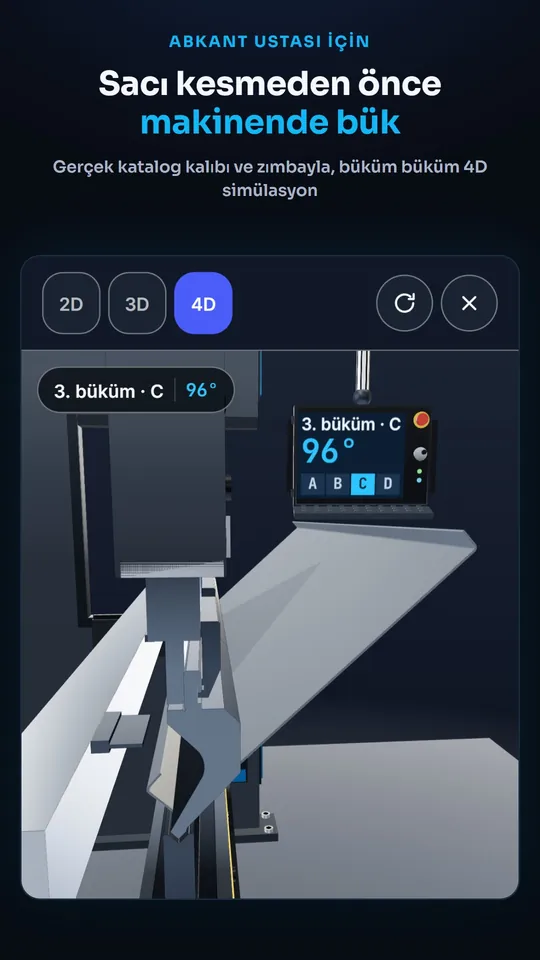 ABKANT USTASI İÇİN
Sacı kesmeden önce
makinende bük
Gerçek katalog kalıbı ve zımbayla, büküm büküm 4D
simülasyon
2D 3D 4D
3. büküm · C 96°
3. büküm · C
96°
A B C D